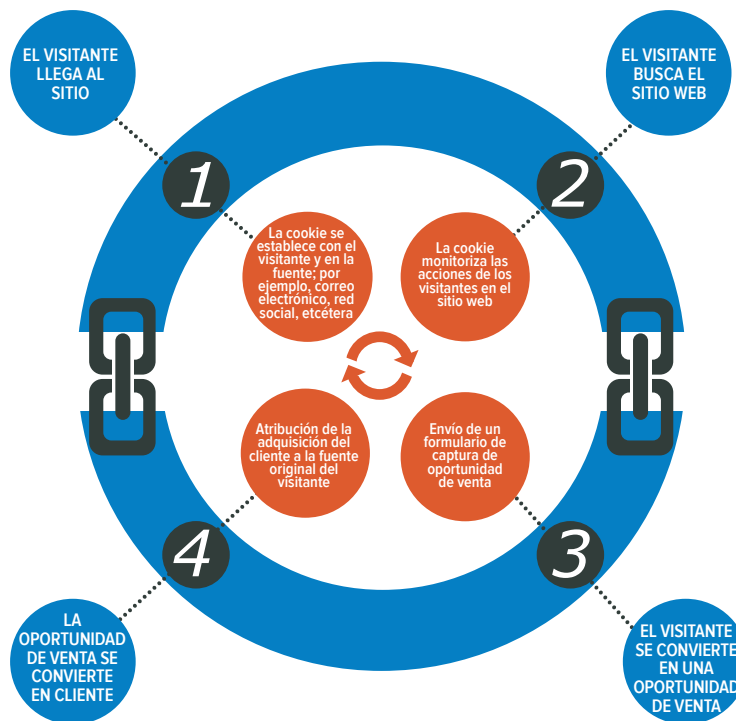 EL VISITANTE
LLEGA AL
SITIO
1
La cookie se
establece con el
visitante y en la
fuente; por
ejemplo, correo
electrónico, red
social, etcétera
EL VISITANTE
BUSCA EL
SITIO WEB
2
La cookie
monitoriza las
acciones de los
visitantes en el
sitio web
Envío de un
formulario de
captura de
oportunidad
de venta
3
EL VISITANTE
SE CONVIERTE
EN UNA
OPORTUNIDAD
DE VENTA
Atribución de la
adquisición del
cliente a la fuente
original del
visitante
4
LA
OPORTUNIDAD
DE VENTA SE
CONVIERTE
EN CLIENTE